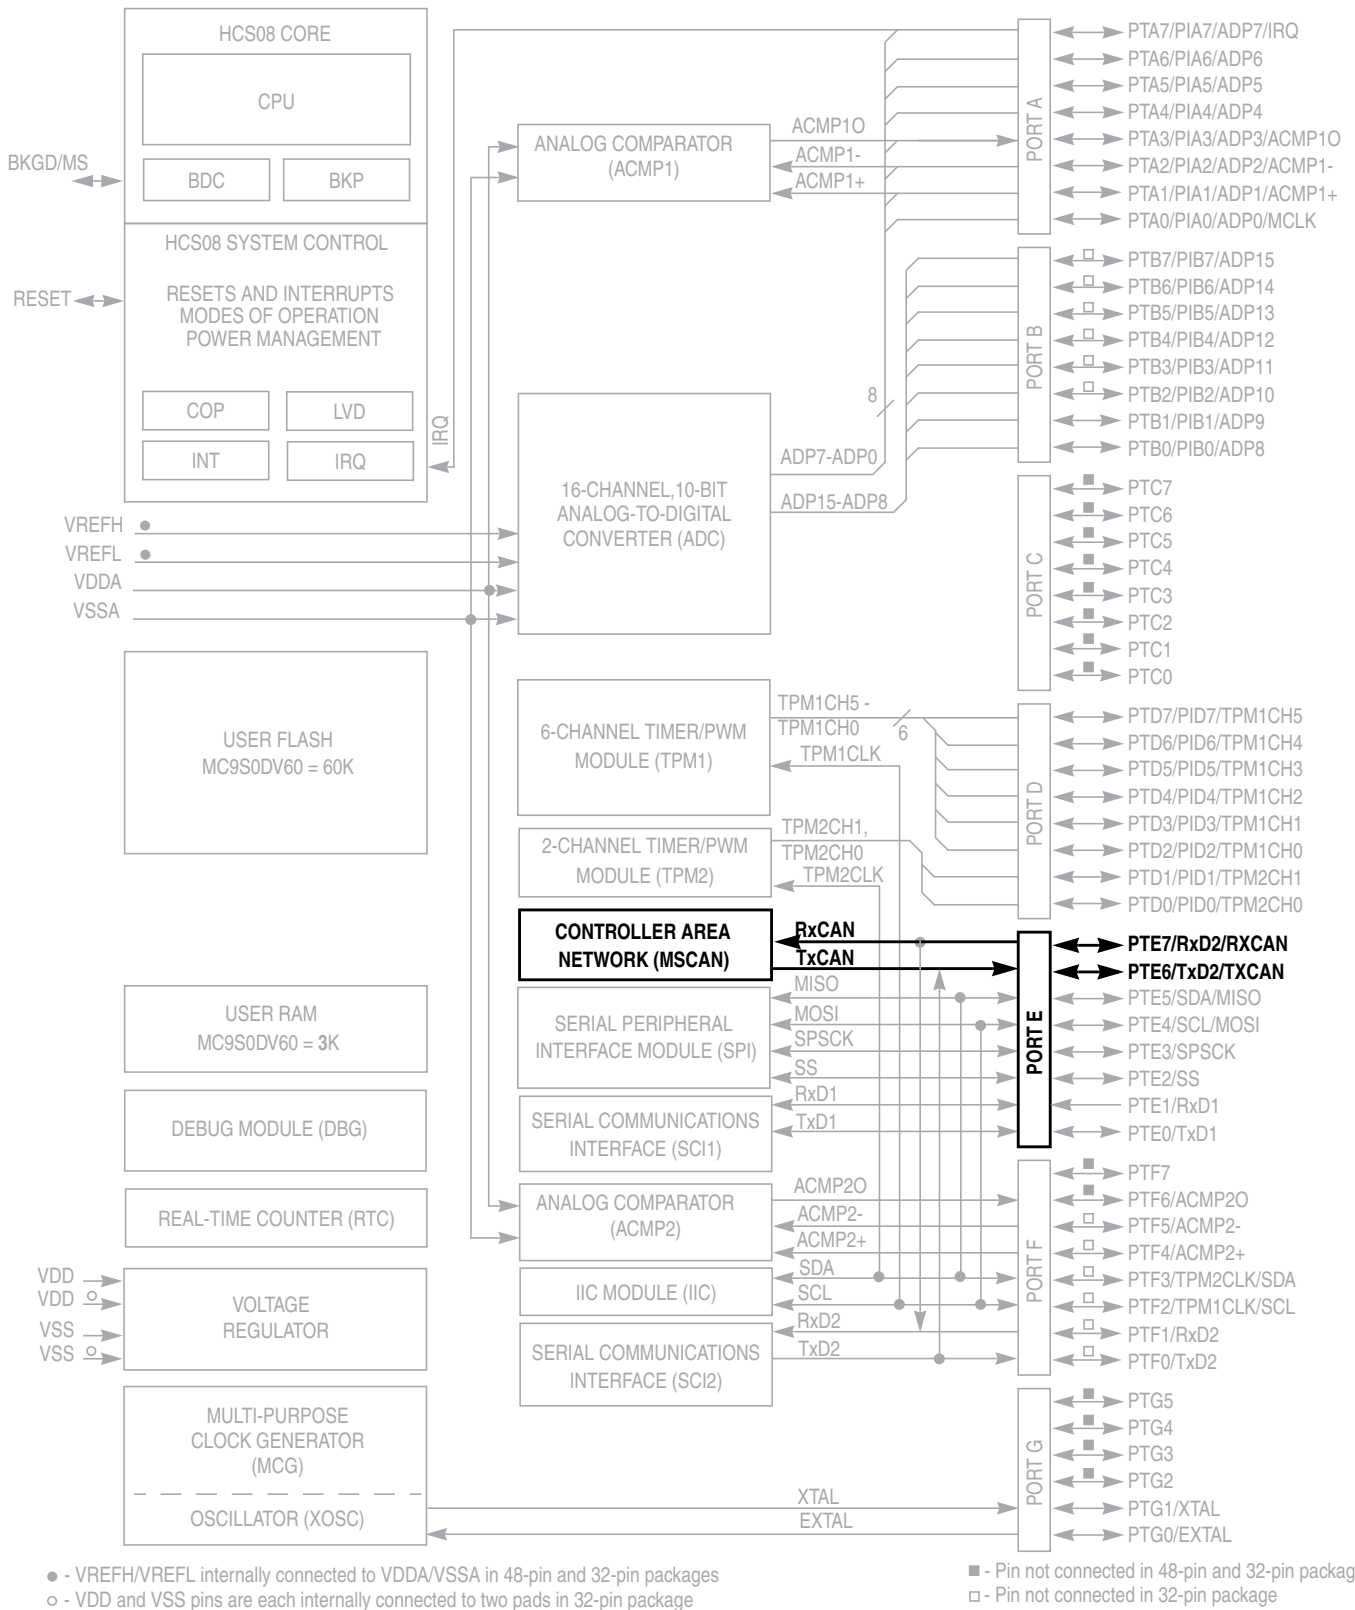 HCS08 CORE
CPU
BDC
BKP
BKGD/MS
HCS08 SYSTEM CONTROL
RESETS AND INTERRUPTS
MODES OF OPERATION
POWER MANAGEMENT
RESET
COP
LVD
INT
IRQ
IRQ
VREFH
VREFL
VDDA
VSSA
USER FLASH
MC9S0DV60 = 60K
USER RAM
MC9S0DV60 = 3K
DEBUG MODULE (DBG)
REAL-TIME COUNTER (RTC)
VDD
VDD
VSS
VSS
VOLTAGE
REGULATOR
MULTI-PURPOSE
CLOCK GENERATOR
(MCG)
OSCILLATOR (XOSC)
ANALOG COMPARATOR
(ACMP1)
ACMP1O
ACMP1-
ACMP1+
16-CHANNEL,10-BIT
ANALOG-TO-DIGITAL
CONVERTER (ADC)
8
ADP7-ADP0
ADP15-ADP8
6-CHANNEL TIMER/PWM
MODULE (TPM1)
TPM1CH5 -
TPM1CH0
6
TPM1CLK
2-CHANNEL TIMER/PWM
MODULE (TPM2)
TPM2CH1,
TPM2CH0
TPM2CLK
CONTROLLER AREA
NETWORK (MSCAN)
RxCAN
TxCAN
SERIAL PERIPHERAL
INTERFACE MODULE (SPI)
MISO
MOSI
SPSCK
SS
SERIAL COMMUNICATIONS
INTERFACE (SCI1)
RxD1
TxD1
ANALOG COMPARATOR
(ACMP2)
ACMP2O
ACMP2-
ACMP2+
IIC MODULE (IIC)
SDA
SCL
SERIAL COMMUNICATIONS
INTERFACE (SCI2)
RxD2
TxD2
XTAL
EXTAL
PORT A
PTA7/PIA7/ADP7/IRQ
PTA6/PIA6/ADP6
PTA5/PIA5/ADP5
PTA4/PIA4/ADP4
PTA3/PIA3/ADP3/ACMP1O
PTA2/PIA2/ADP2/ACMP1-
PTA1/PIA1/ADP1/ACMP1+
PTA0/PIA0/ADP0/MCLK
PORT B
PTB7/PIB7/ADP15
PTB6/PIB6/ADP14
PTB5/PIB5/ADP13
PTB4/PIB4/ADP12
PTB3/PIB3/ADP11
PTB2/PIB2/ADP10
PTB1/PIB1/ADP9
PTB0/PIB0/ADP8
PORT C
PTC7
PTC6
PTC5
PTC4
PTC3
PTC2
PTC1
PTC0
PORT D
PTD7/PID7/TPM1CH5
PTD6/PID6/TPM1CH4
PTD5/PID5/TPM1CH3
PTD4/PID4/TPM1CH2
PTD3/PID3/TPM1CH1
PTD2/PID2/TPM1CH0
PTD1/PID1/TPM2CH1
PTD0/PID0/TPM2CH0
PORT E
PTE7/RxD2/RXCAN
PTE6/TxD2/TXCAN
PTE5/SDA/MISO
PTE4/SCL/MOSI
PTE3/SPSCK
PTE2/SS
PTE1/RxD1
PTE0/TxD1
PORT F
PTF7
PTF6/ACMP2O
PTF5/ACMP2-
PTF4/ACMP2+
PTF3/TPM2CLK/SDA
PTF2/TPM1CLK/SCL
PTF1/RxD2
PTF0/TxD2
PORT G
PTG5
PTG4
PTG3
PTG2
PTG1/XTAL
PTG0/EXTAL
● - VREFH/VREFL internally connected to VDDA/VSSA in 48-pin and 32-pin packages
○ - VDD and VSS pins are each internally connected to two pads in 32-pin package
■ - Pin not connected in 48-pin and 32-pin packag
□ - Pin not connected in 32-pin package